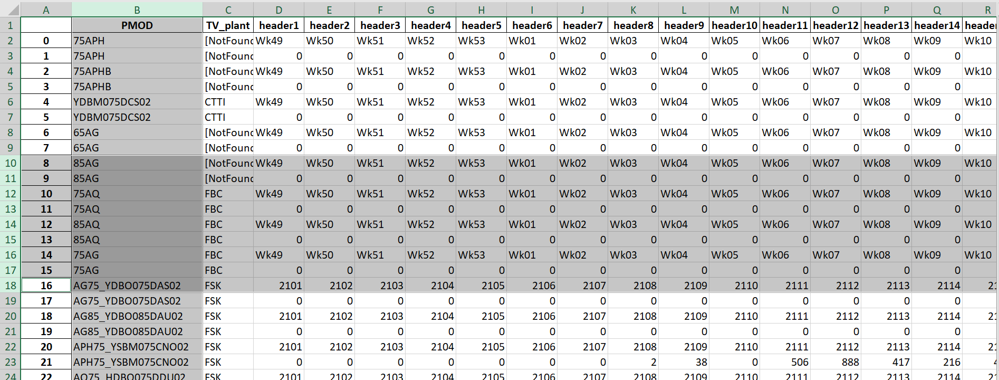 A B C D E F G H I J K L M N O P Q R
1 PMOD TV_plant header1 header2 header3 header4 header5 header6 header7 header8 header9 header10 header11 header12 header13 header14 header
2 0 75APH [NotFound Wk49 Wk50 Wk51 Wk52 Wk53 Wk01 Wk02 Wk03 Wk04 Wk05 Wk06 Wk07 Wk08 Wk09 Wk10
3 1 75APH [NotFound 0 0 0 0 0 0 0 0 0 0 0 0 0 0
4 2 75APHB [NotFound Wk49 Wk50 Wk51 Wk52 Wk53 Wk01 Wk02 Wk03 Wk04 Wk05 Wk06 Wk07 Wk08 Wk09 Wk10
5 3 75APHB [NotFound 0 0 0 0 0 0 0 0 0 0 0 0 0 0
6 4 YDBM075DCS02 CTTI Wk49 Wk50 Wk51 Wk52 Wk53 Wk01 Wk02 Wk03 Wk04 Wk05 Wk06 Wk07 Wk08 Wk09 Wk10
7 5 YDBM075DCS02 CTTI 0 0 0 0 0 0 0 0 0 0 0 0 0 0
8 6 65AG [NotFound Wk49 Wk50 Wk51 Wk52 Wk53 Wk01 Wk02 Wk03 Wk04 Wk05 Wk06 Wk07 Wk08 Wk09 Wk10
9 7 65AG [NotFound 0 0 0 0 0 0 0 0 0 0 0 0 0 0
10 8 85AG [NotFound Wk49 Wk50 Wk51 Wk52 Wk53 Wk01 Wk02 Wk03 Wk04 Wk05 Wk06 Wk07 Wk08 Wk09 Wk10
11 9 85AG [NotFound 0 0 0 0 0 0 0 0 0 0 0 0 0 0
12 10 75AQ FBC Wk49 Wk50 Wk51 Wk52 Wk53 Wk01 Wk02 Wk03 Wk04 Wk05 Wk06 Wk07 Wk08 Wk09 Wk10
13 11 75AQ FBC 0 0 0 0 0 0 0 0 0 0 0 0 0 0
14 12 85AQ FBC Wk49 Wk50 Wk51 Wk52 Wk53 Wk01 Wk02 Wk03 Wk04 Wk05 Wk06 Wk07 Wk08 Wk09 Wk10
15 13 85AQ FBC 0 0 0 0 0 0 0 0 0 0 0 0 0 0
16 14 75AG FBC Wk49 Wk50 Wk51 Wk52 Wk53 Wk01 Wk02 Wk03 Wk04 Wk05 Wk06 Wk07 Wk08 Wk09 Wk10
17 15 75AG FBC 0 0 0 0 0 0 0 0 0 0 0 0 0 0
18 16 AG75_YDBO075DAS02 FSK 2101 2102 2103 2104 2105 2106 2107 2108 2109 2110 2111 2112 2113 2114
19 17 AG75_YDBO075DAS02 FSK 0 0 0 0 0 0 0 0 0 0 0 0 0 0
20 18 AG85_YDBO085DAU02 FSK 2101 2102 2103 2104 2105 2106 2107 2108 2109 2110 2111 2112 2113 2114
21 19 AG85_YDBO085DAU02 FSK 0 0 0 0 0 0 0 0 0 0 0 0 0 0
22 20 APH75_YSBM075CNO02 FSK 2101 2102 2103 2104 2105 2106 2107 2108 2109 2110 2111 2112 2113 2114
23 21 APH75_YSBM075CNO02 FSK 0 0 0 0 0 0 0 2 38 0 506 888 417 216
24 22 AQ75_HDBO075DDU02 FSK 2101 2102 2103 2104 2105 2106 2107 2108 2109 2110 2111 2112 2113 2114